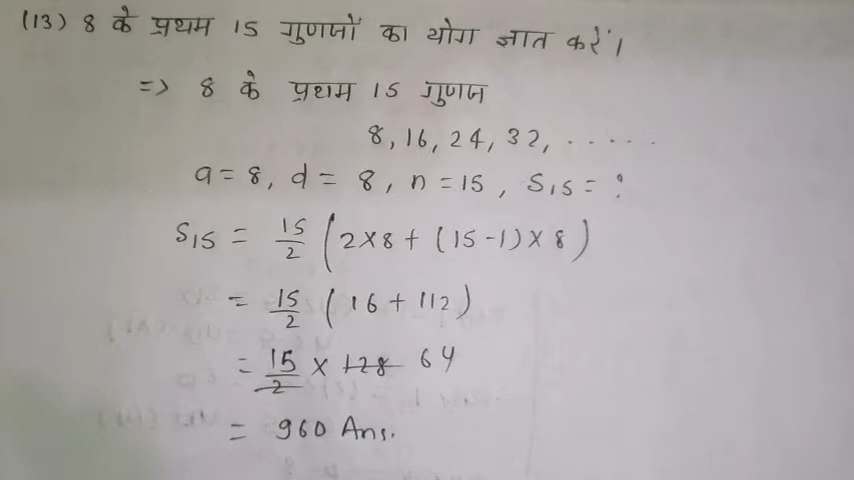 (13) 8 के प्रथम 15 गुणजों का योग ज्ञात करें।
=> 8 के प्रथम 15 गुणज
8, 16, 24, 32, ......
a = 8, d = 8, n = 15, S15 = ?
S15 = 15/2 (2×8 + (15-1)×8)
= 15/2 (16 + 112)
= 15/2 × 128 64
= 960 Ans.